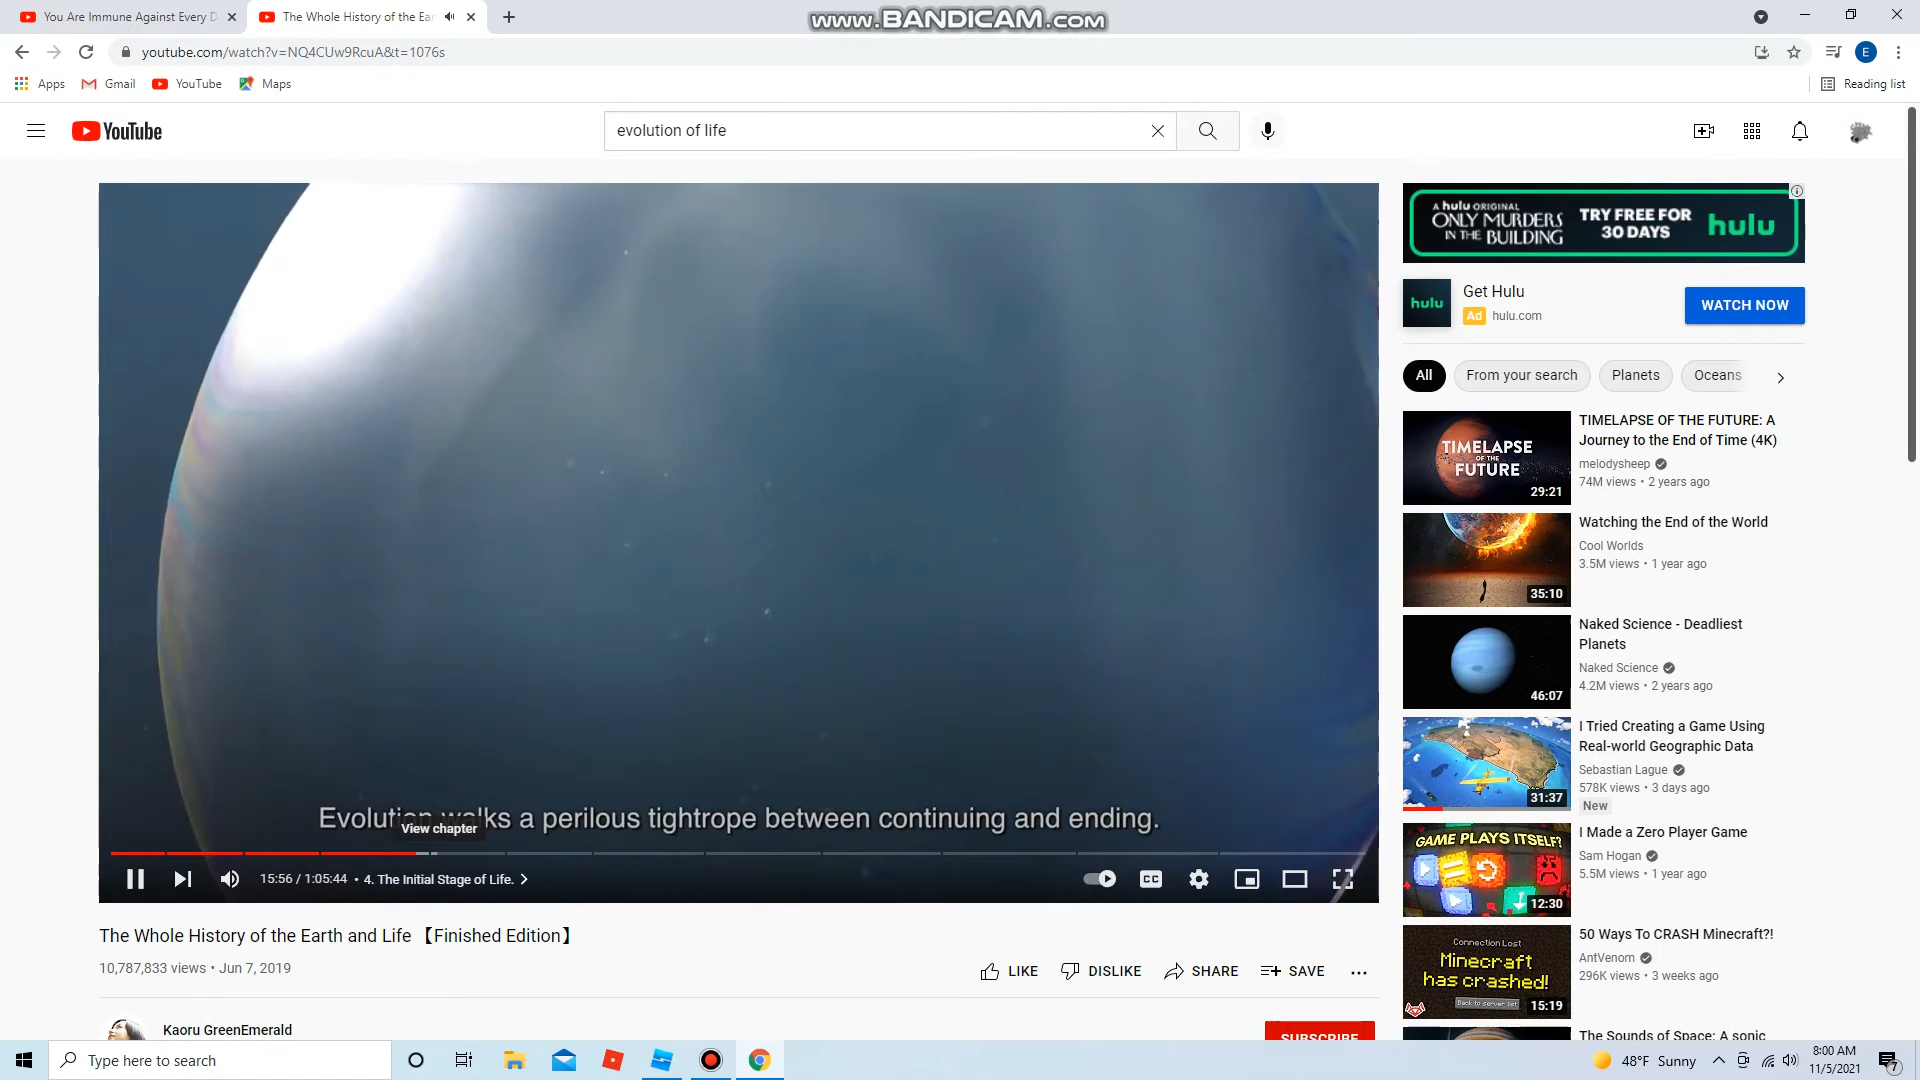 You Are Immune Against Every D
The Whole History of the Ear
www.BANDICAM.com
youtube.com/watch?v=NQ4CUw9RcuA&t=1076s
E
Apps
Gmail
YouTube
Maps
Reading list
YouTube
evolution of life
A hulu ORIGINAL
ONLY MURDERS
IN THE BUILDING
TRY FREE FOR
30 DAYS
hulu
hulu
Get Hulu
Ad hulu.com
WATCH NOW
All
From your search
Planets
Oceans
TIMELAPSE
OF THE
FUTURE
29:21
TIMELAPSE OF THE FUTURE: A
Journey to the End of Time (4K)
melodysheep
74M views • 2 years ago
35:10
Watching the End of the World
Cool Worlds
3.5M views • 1 year ago
46:07
Naked Science - Deadliest
Planets
Naked Science
4.2M views • 2 years ago
31:37
I Tried Creating a Game Using
Real-world Geographic Data
Sebastian Lague
578K views • 3 days ago
New
GAME PLAYS ITSELF?
12:30
I Made a Zero Player Game
Sam Hogan
5.5M views • 1 year ago
Connection Lost
Minecraft
has crashed!
Back to server list
15:19
50 Ways To CRASH Minecraft?!
AntVenom
296K views • 3 weeks ago
The Sounds of Space: A sonic
Evolution walks a perilous tightrope between continuing and ending.
View chapter
15:56 / 1:05:44 • 4. The Initial Stage of Life.
CC
The Whole History of the Earth and Life 【Finished Edition】
10,787,833 views • Jun 7, 2019
LIKE
DISLIKE
SHARE
SAVE
Kaoru GreenEmerald
SUBSCRIBE
Type here to search
48°F Sunny
8:00 AM
11/5/2021
7